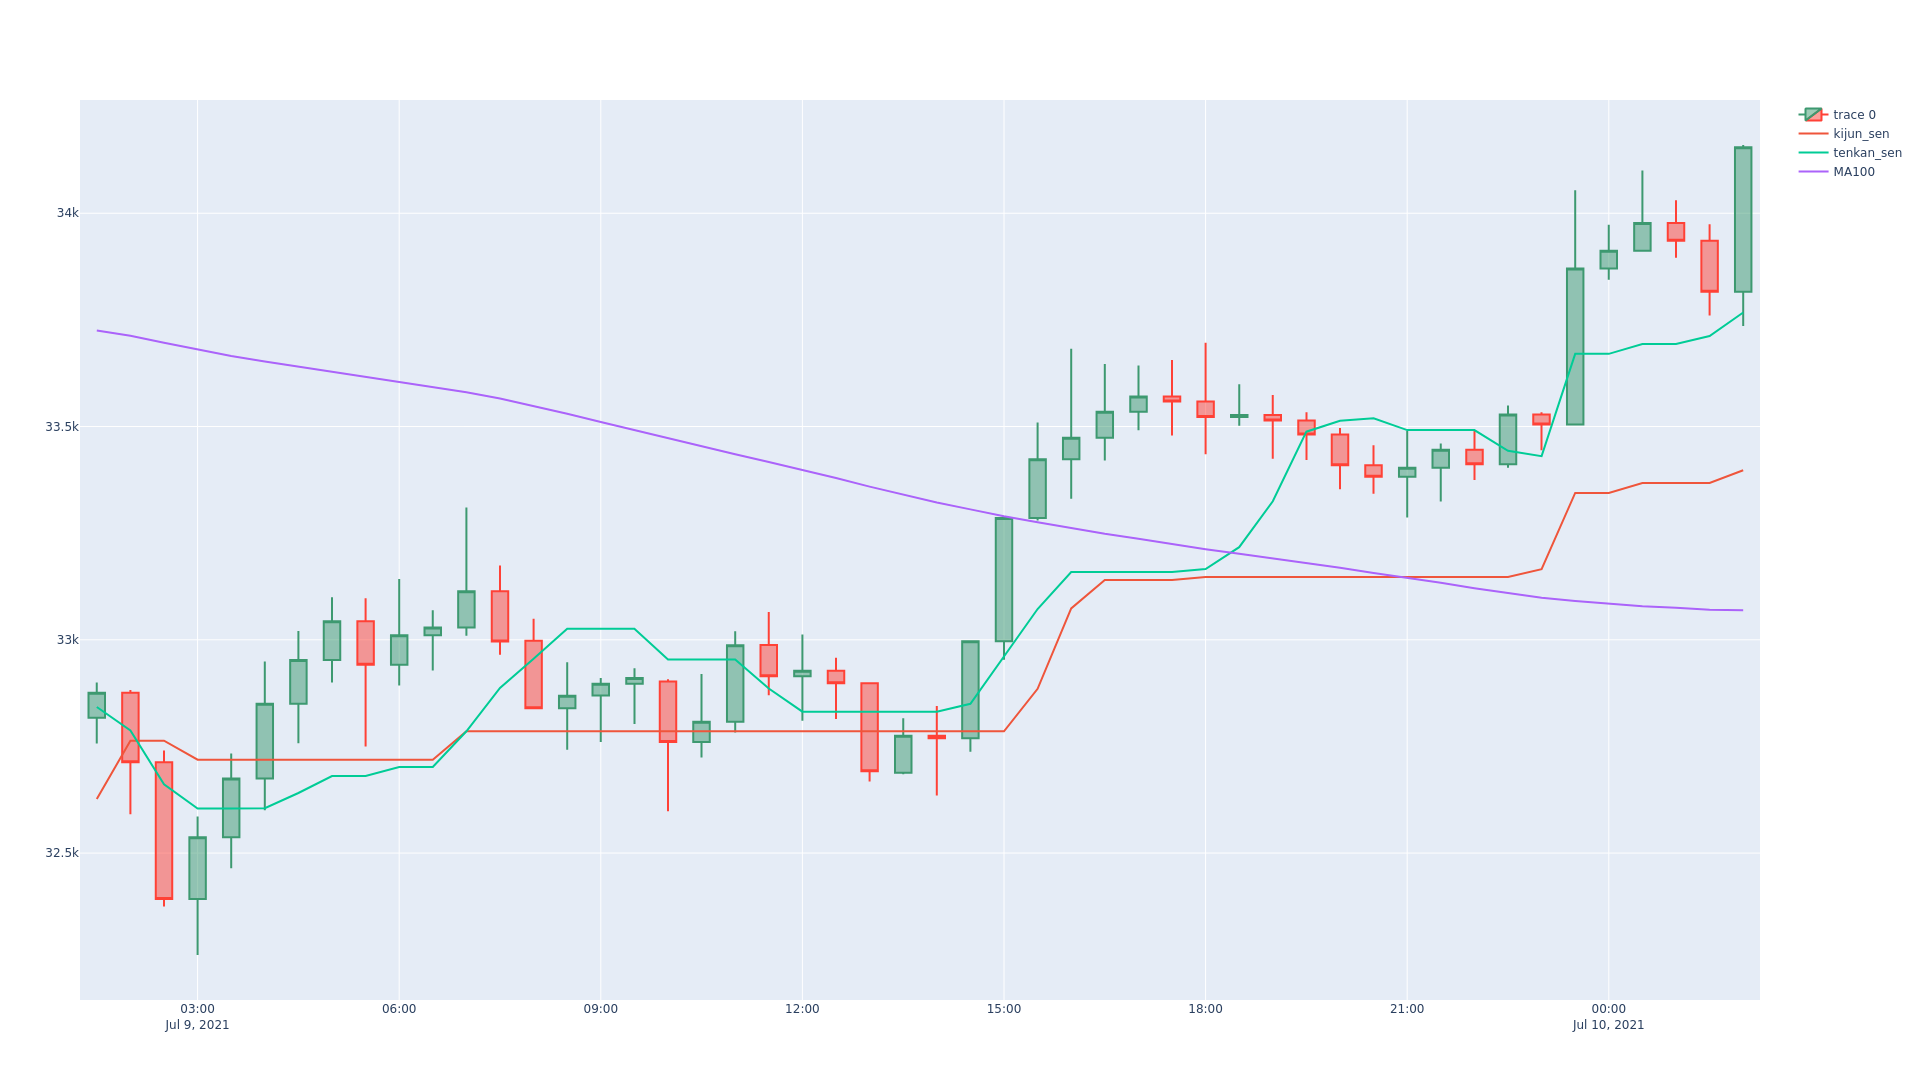 trace 0
kijun_sen
tenkan_sen
MA100
34k
33.5k
33k
32.5k
03:00 06:00 09:00 12:00 15:00 18:00 21:00 00:00
Jul 9, 2021 Jul 10, 2021